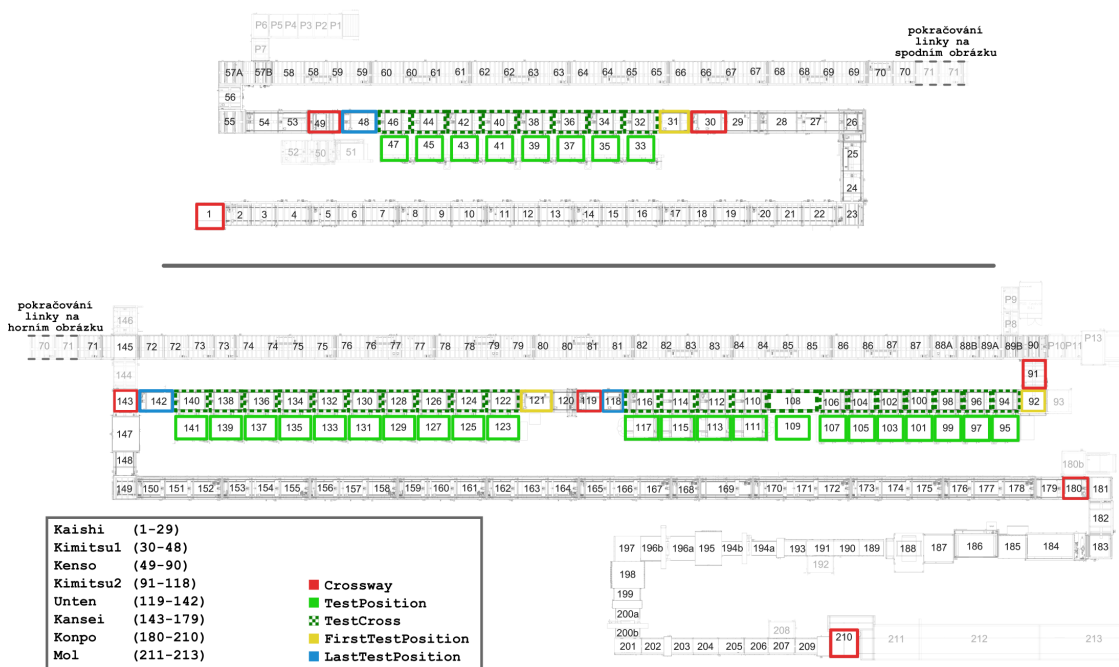 P6 P5 P4 P3 P2 P1
P7
pokračování
linky na
spodním obrázku
57A 57B 58 58 59 59 60 60 61 61 62 62 63 63 64 64 65 65 66 66 67 67 68 68 69 69 70 70 71 71
56
55 54 53 49 48 46 44 42 40 38 36 34 32 31 30 29 28 27 26
52 50 51 47 45 43 41 39 37 35 33
25
24
1 2 3 4 5 6 7 8 9 10 11 12 13 14 15 16 17 18 19 20 21 22 23
pokračování
linky na
horním obrázku
P9
146
P8
P13
70 71 71 145 72 72 73 73 74 74 75 75 76 76 77 77 78 78 79 79 80 80 81 81 82 82 83 83 84 84 85 85 86 86 87 87 88A 88B 89A 89B 90 P10 P11
144 91
143 142 140 138 136 134 132 130 128 126 124 122 121 120 119 118 116 114 112 110 108 106 104 102 100 98 96 94 92 93
147 141 139 137 135 133 131 129 127 125 123 117 115 113 111 109 107 105 103 101 99 97 95
148 180b
149 150 151 152 153 154 155 156 157 158 159 160 161 162 163 164 165 166 167 168 169 170 171 172 173 174 175 176 177 178 179 180 181
182
197 196b 196a 195 194b 194a 193 191 190 189 188 187 186 185 184 183
192
198
199
200a
200b 208
201 202 203 204 205 206 207 209 210 211 212 213
Kaishi (1-29)
Kimitsu1 (30-48)
Kenso (49-90)
Kimitsu2 (91-118)
Unten (119-142)
Kansei (143-179)
Konpo (180-210)
Mol (211-213)
Crossway
TestPosition
TestCross
FirstTestPosition
LastTestPosition